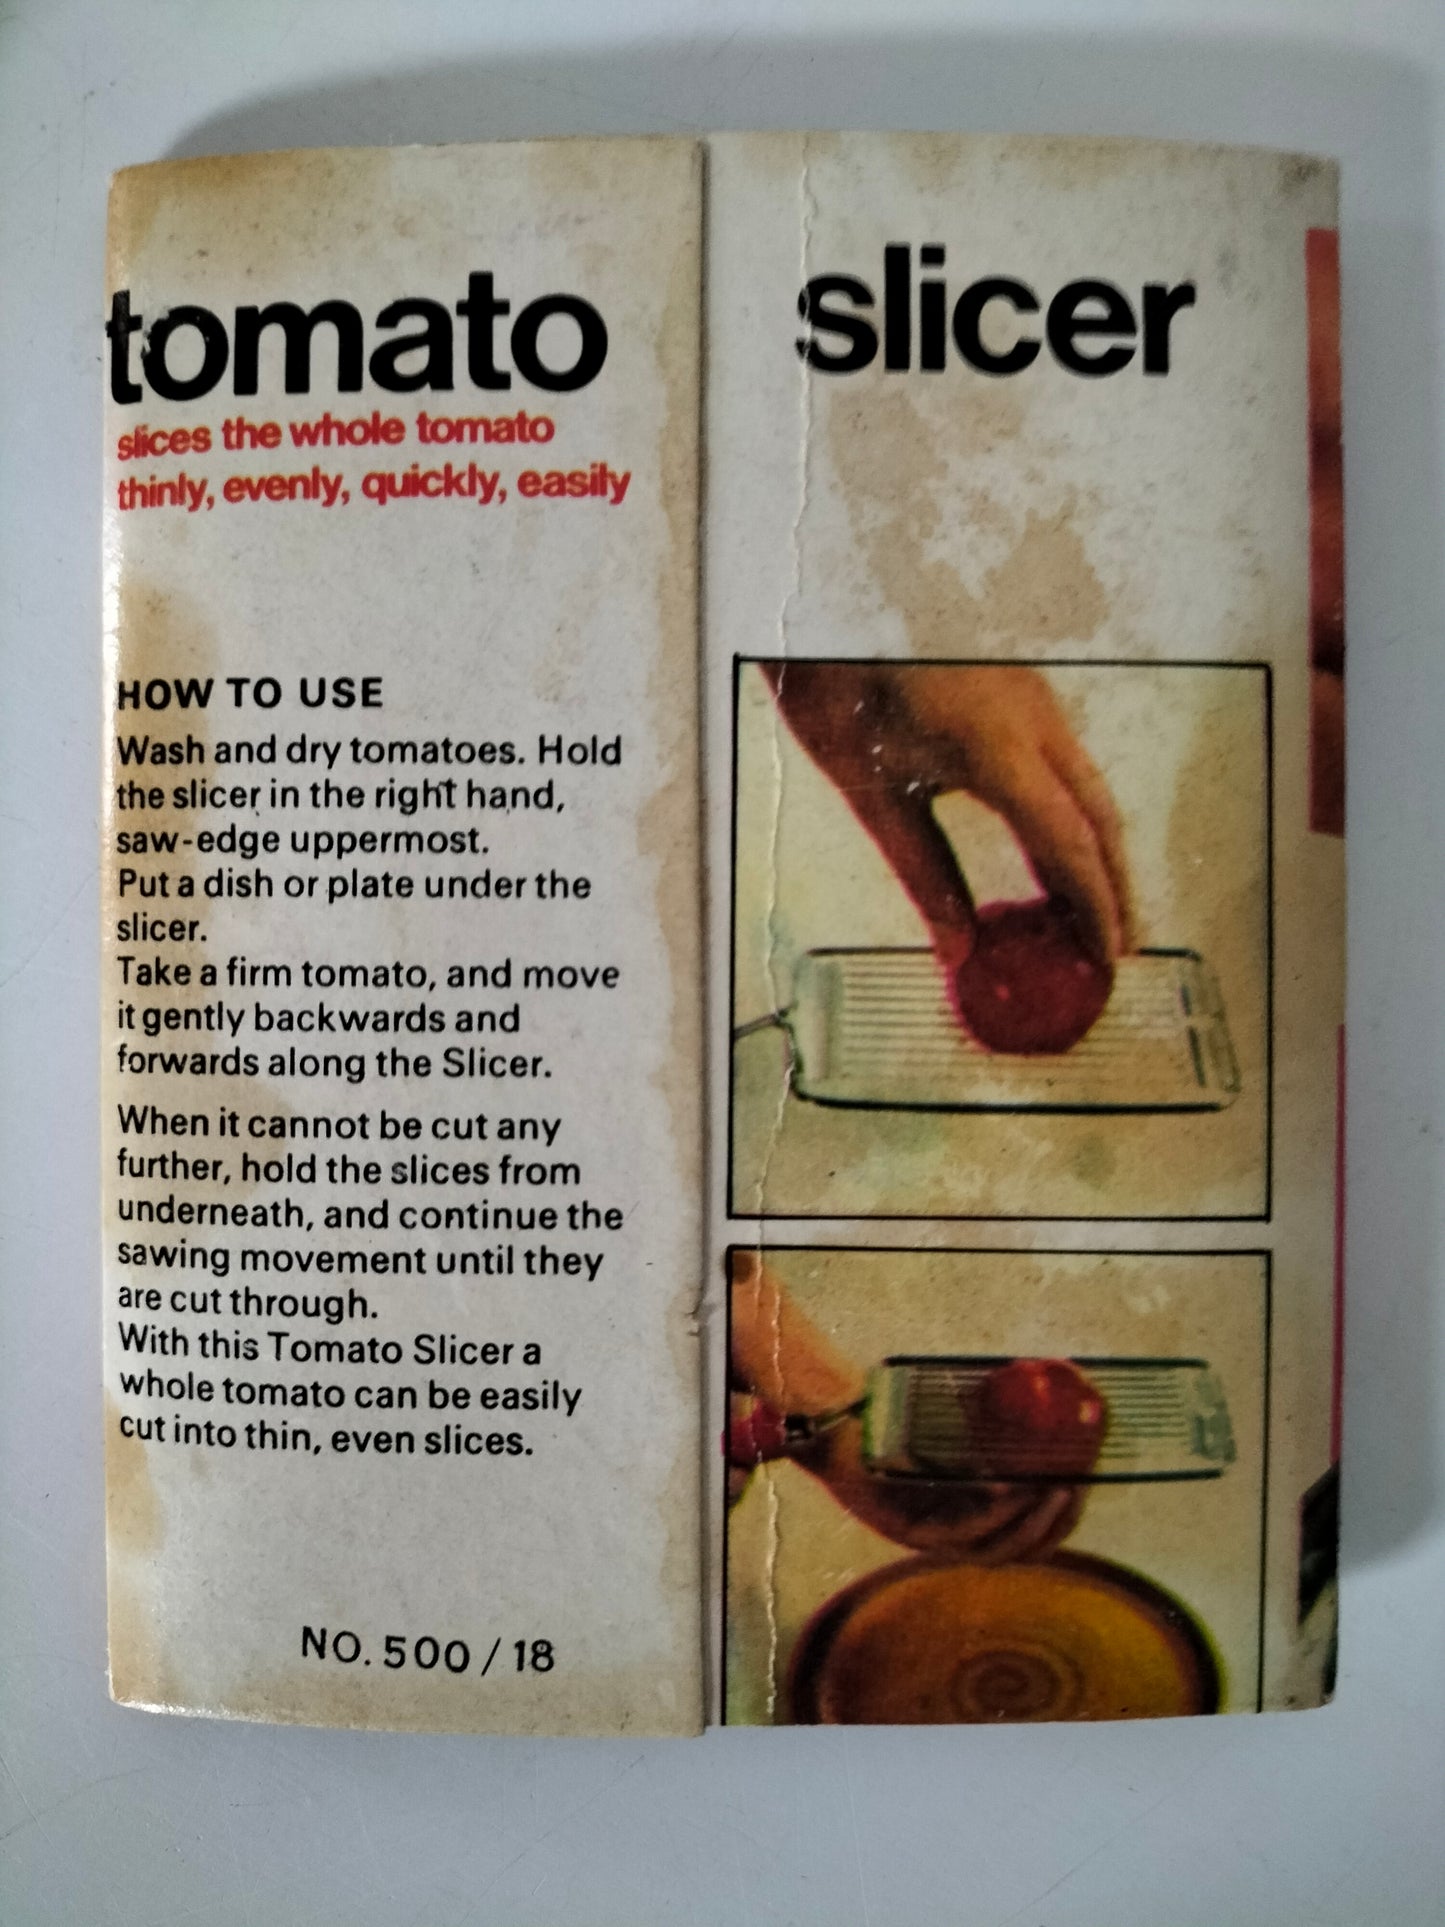 tomato slicer
slices the whole tomato
thinly, evenly, quickly, easily
HOW TO USE
Wash and dry tomatoes. Hold
the slicer in the right hand,
saw-edge uppermost.
Put a dish or plate under the
slicer.
Take a firm tomato, and move
it gently backwards and
forwards along the Slicer.
When it cannot be cut any
further, hold the slices from
underneath, and continue the
sawing movement until they
are cut through.
With this Tomato Slicer a
whole tomato can be easily
cut into thin, even slices.
NO. 500 / 18